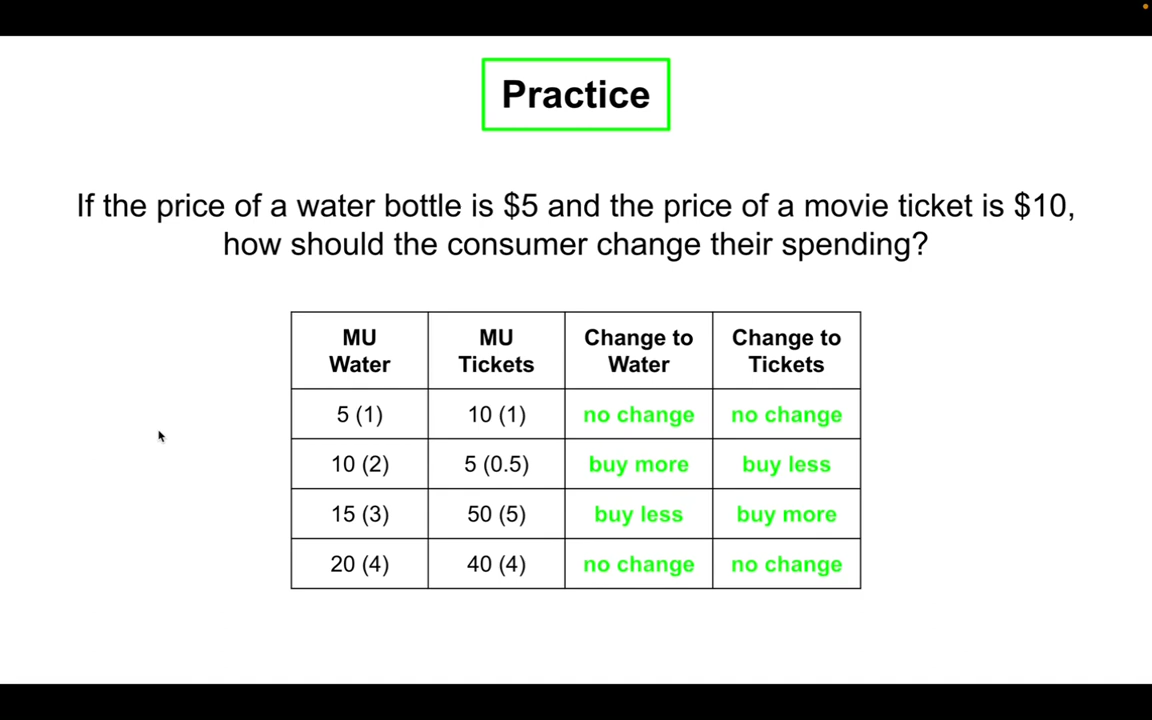 Practice
If the price of a water bottle is $5 and the price of a movie ticket is $10,
how should the consumer change their spending?
MU Water MU Tickets Change to Water Change to Tickets
5 (1) 10 (1) no change no change
10 (2) 5 (0.5) buy more buy less
15 (3) 50 (5) buy less buy more
20 (4) 40 (4) no change no change